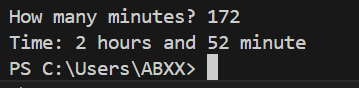 How many minutes? 172
Time: 2 hours and 52 minute
PS C:\Users\ABXX>